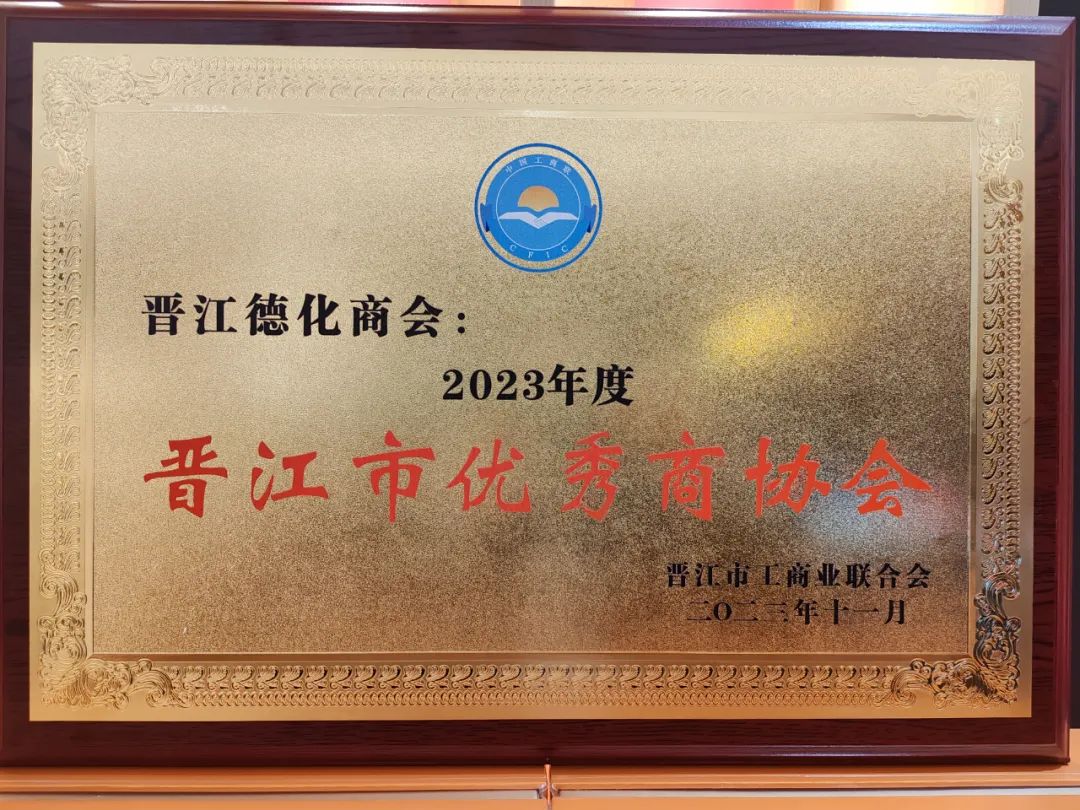 中国工商联
CFIC
晋江德化商会:
2023年度
晋江市优秀商协会
晋江市工商业联合会
二〇二三年十一月